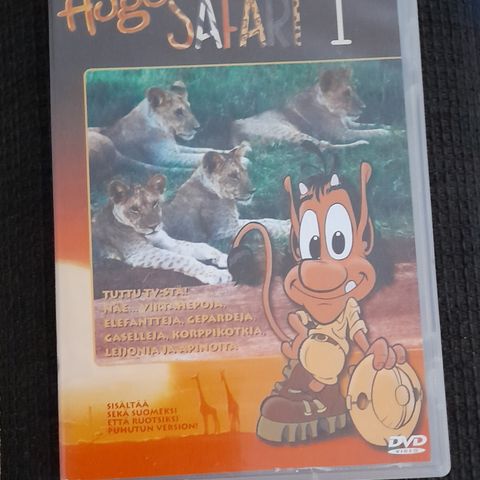 Hugo
SAFARI 1
TUTTU TV:STÄ!
NÄE... VIRTAHEPOJA,
ELEFANTTEJA, GEPARDEJA,
GASELLEJA, KORPPIKOTKIA,
LEIJONIA JA APINOITA.
SISÄLTÄÄ
SEKÄ SUOMEKSI
ETTÄ RUOTSIKSI
PUHUTUN VERSION!
DVD
VIDEO